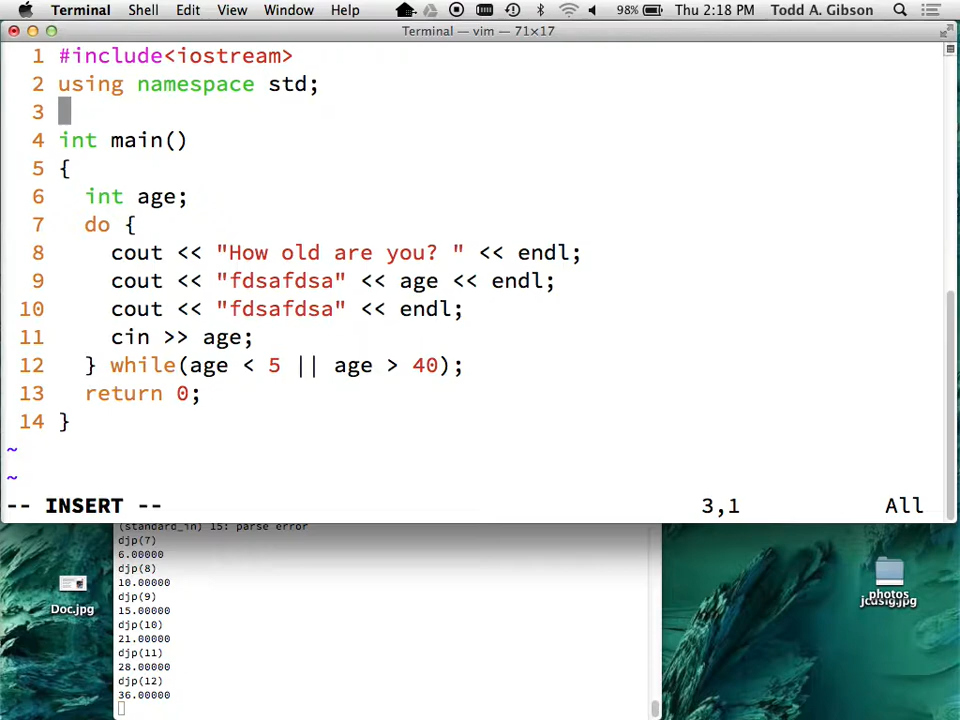 Terminal Shell Edit View Window Help 98% Thu 2:18 PM Todd A. Gibson
Terminal — vim — 71×17
1 #include<iostream>
2 using namespace std;
3
4 int main()
5 {
6 int age;
7 do {
8 cout << "How old are you? " << endl;
9 cout << "fdsafdsa" << age << endl;
10 cout << "fdsafdsa" << endl;
11 cin >> age;
12 } while(age < 5 || age > 40);
13 return 0;
14 }
~
~
-- INSERT -- 3,1 All
(standard_in) 15: parse error
djp(7)
6.00000
djp(8)
10.00000
djp(9)
15.00000
djp(10)
21.00000
djp(11)
28.00000
djp(12)
36.00000
Doc.jpg
photos